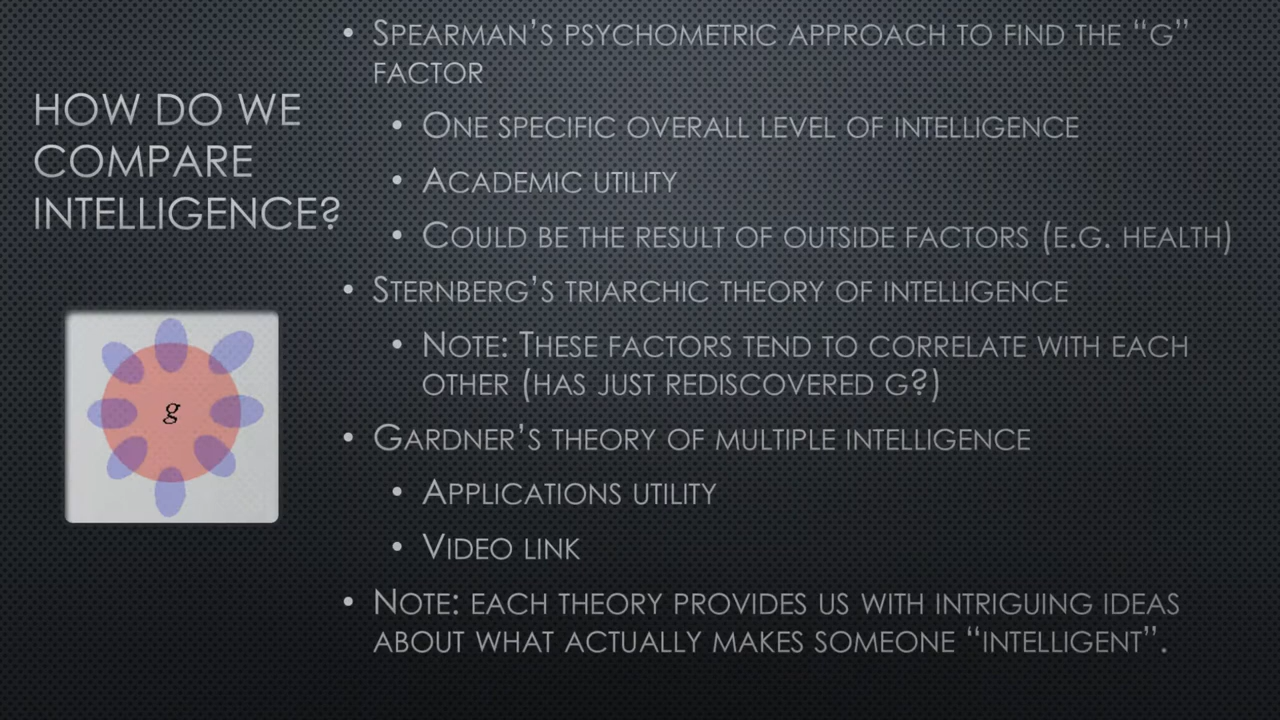 HOW DO WE
COMPARE
INTELLIGENCE?
• SPEARMAN'S PSYCHOMETRIC APPROACH TO FIND THE “G”
FACTOR
• ONE SPECIFIC OVERALL LEVEL OF INTELLIGENCE
• ACADEMIC UTILITY
• COULD BE THE RESULT OF OUTSIDE FACTORS (E.G. HEALTH)
• STERNBERG'S TRIARCHIC THEORY OF INTELLIGENCE
• NOTE: THESE FACTORS TEND TO CORRELATE WITH EACH
OTHER (HAS JUST REDISCOVERED G?)
• GARDNER'S THEORY OF MULTIPLE INTELLIGENCE
• APPLICATIONS UTILITY
• VIDEO LINK
• NOTE: EACH THEORY PROVIDES US WITH INTRIGUING IDEAS
ABOUT WHAT ACTUALLY MAKES SOMEONE “INTELLIGENT”.
g